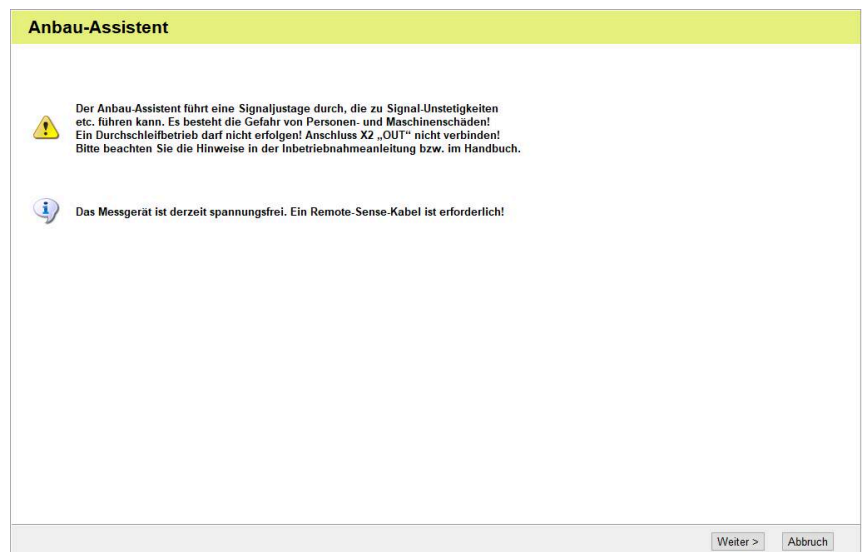 Anbau-Assistent
Der Anbau-Assistent führt eine Signaljustage durch, die zu Signal-Unstetigkeiten
etc. führen kann. Es besteht die Gefahr von Personen- und Maschinenschäden!
Ein Durchschleifbetrieb darf nicht erfolgen! Anschluss X2 „OUT“ nicht verbinden!
Bitte beachten Sie die Hinweise in der Inbetriebnahmeanleitung bzw. im Handbuch.
Das Messgerät ist derzeit spannungsfrei. Ein Remote-Sense-Kabel ist erforderlich!
Weiter > Abbruch